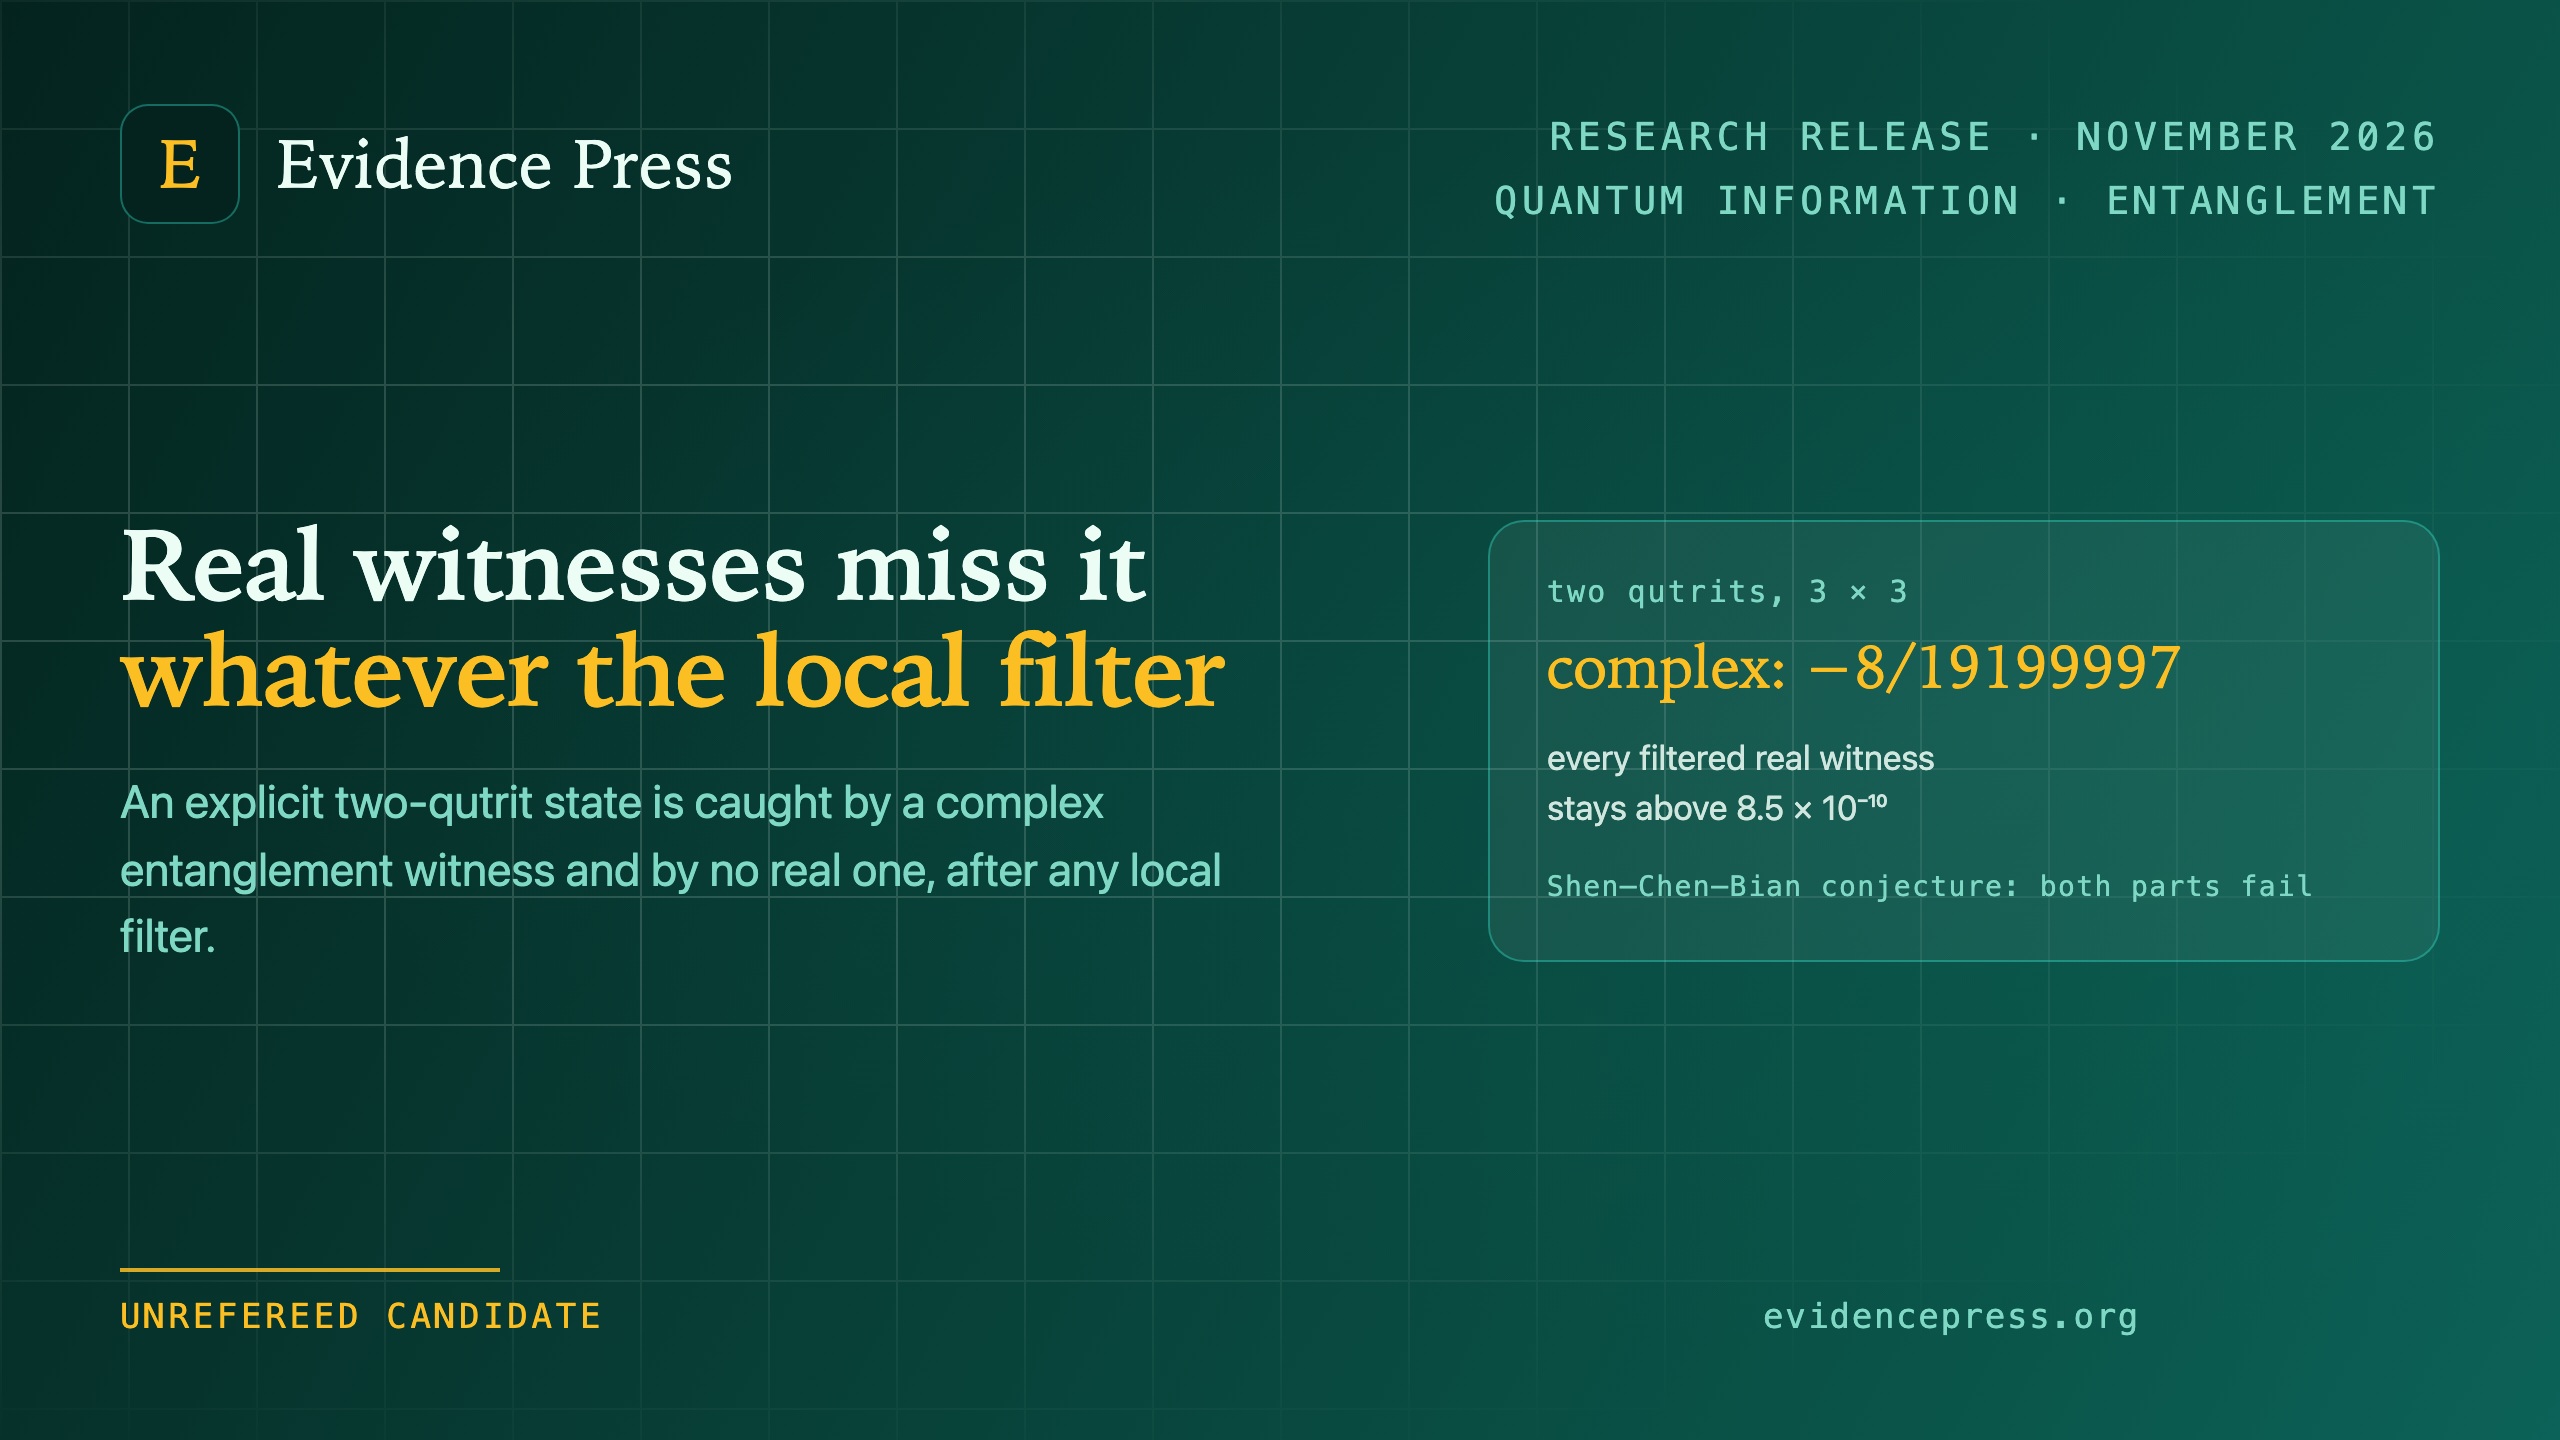 E
Evidence Press
RESEARCH RELEASE · NOVEMBER 2026
QUANTUM INFORMATION · ENTANGLEMENT
Real witnesses miss it
whatever the local filter
An explicit two-qutrit state is caught by a complex
entanglement witness and by no real one, after any local
filter.
two qutrits, 3 × 3
complex: −8/19199997
every filtered real witness
stays above 8.5 × 10⁻¹⁰
Shen–Chen–Bian conjecture: both parts fail
UNREFEREED CANDIDATE
evidencepress.org